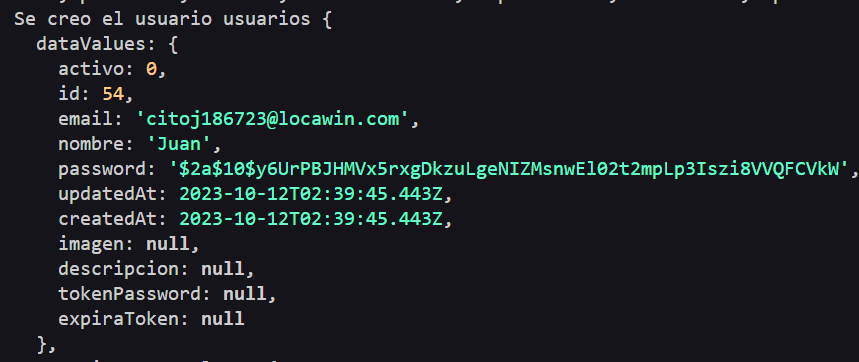 Se creo el usuario usuarios {
dataValues: {
activo: 0,
id: 54,
email: 'citoj186723@locawin.com',
nombre: 'Juan',
password: '$2a$10$y6UrPBJHMVx5rxgDkzuLgeNIZMsnwEl02t2mpLp3Iszi8VVQFCVkW',
updatedAt: 2023-10-12T02:39:45.443Z,
createdAt: 2023-10-12T02:39:45.443Z,
imagen: null,
descripcion: null,
tokenPassword: null,
expiraToken: null
},